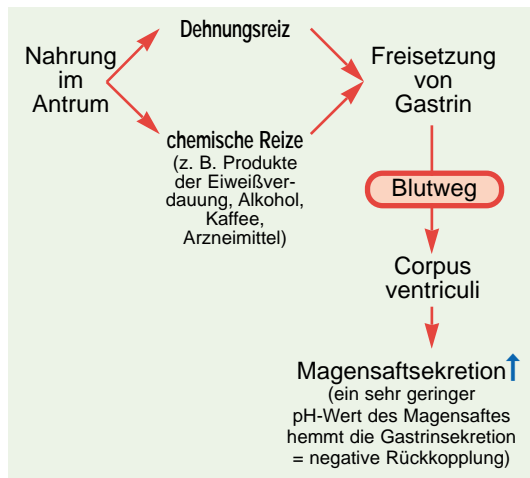 Nahrung
im
Antrum
Dehnungsreiz
chemische Reize
(z. B. Produkte
der Eiweißver-
dauung, Alkohol,
Kaffee,
Arzneimittel)
Freisetzung
von
Gastrin
Blutweg
Corpus
ventriculi
Magensaftsekretion
(ein sehr geringer
pH-Wert des Magensaftes
hemmt die Gastrinsekretion
= negative Rückkopplung)